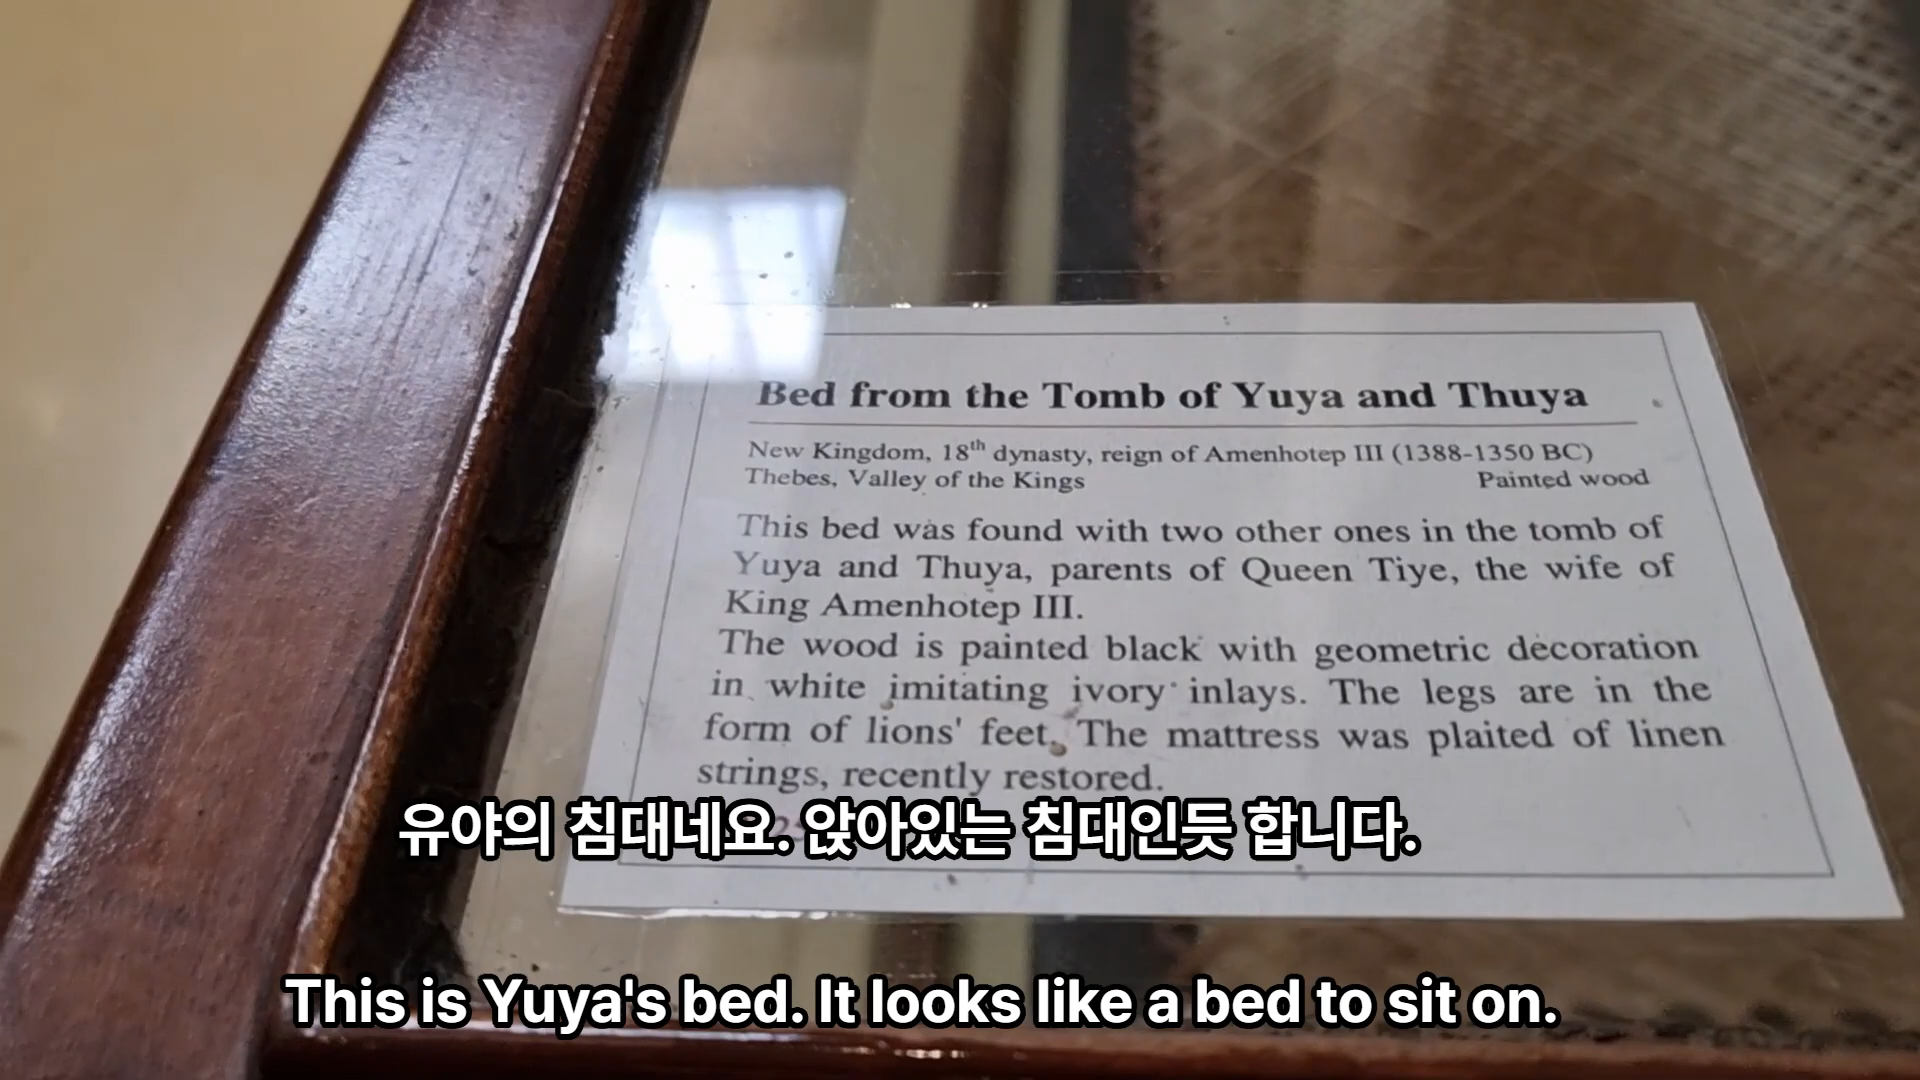 Bed from the Tomb of Yuya and Thuya
New Kingdom, 18th dynasty, reign of Amenhotep III (1388-1350 BC)
Thebes, Valley of the Kings Painted wood
This bed was found with two other ones in the tomb of
Yuya and Thuya, parents of Queen Tiye, the wife of
King Amenhotep III.
The wood is painted black with geometric decoration
in white imitating ivory inlays. The legs are in the
form of lions' feet. The mattress was plaited of linen
strings, recently restored.
유야의 침대네요. 앉아있는 침대인듯 합니다.
This is Yuya's bed. It looks like a bed to sit on.